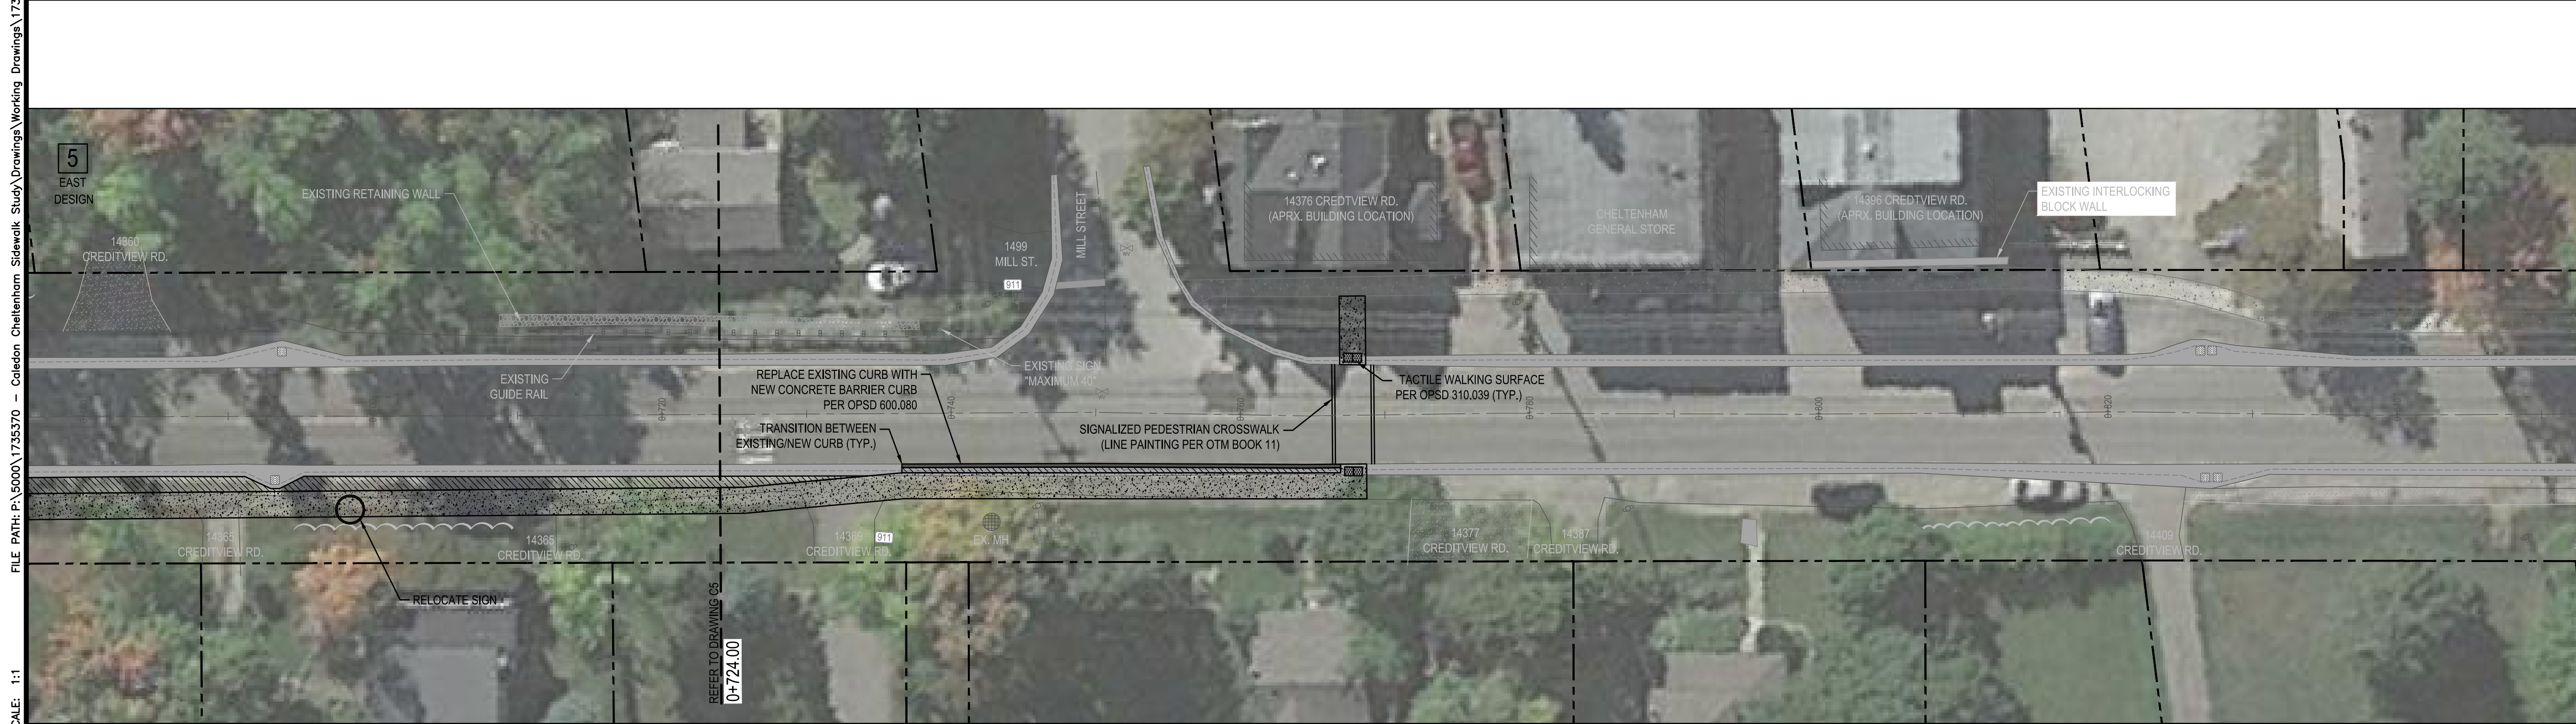 FILE PATH: P:\5000\1735370 - Caledon Cheltenham Sidewalk Study\Drawings\Working Drawings\173
CALE: 1:1
5
EAST
DESIGN
EXISTING RETAINING WALL
14360
CREDITVIEW RD.
1499
MILL ST.
911
MILL STREET
14376 CREDTVIEW RD.
(APRX. BUILDING LOCATION)
CHELTENHAM
GENERAL STORE
14396 CREDTVIEW RD.
(APRX. BUILDING LOCATION)
EXISTING INTERLOCKING
BLOCK WALL
EXISTING
GUIDE RAIL
EXISTING SIGN
"MAXIMUM 40"
REPLACE EXISTING CURB WITH
NEW CONCRETE BARRIER CURB
PER OPSD 600.080
TACTILE WALKING SURFACE
PER OPSD 310.039 (TYP.)
0+720
0+740
0+760
0+780
0+800
0+820
TRANSITION BETWEEN
EXISTING/NEW CURB (TYP.)
SIGNALIZED PEDESTRIAN CROSSWALK
(LINE PAINTING PER OTM BOOK 11)
14365
CREDITVIEW RD.
14365
CREDITVIEW RD.
14369
CREDITVIEW RD.
911
EX. MH
14377
CREDITVIEW RD.
14387
CREDITVIEW RD.
14409
CREDITVIEW RD.
RELOCATE SIGN
REFER TO DRAWING C5
0+724.00